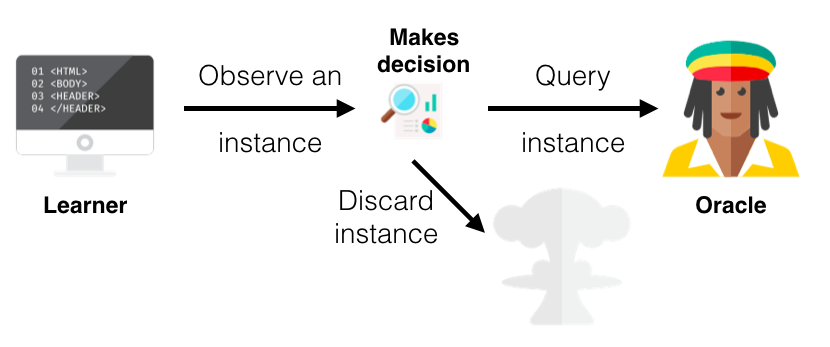 01 <HTML>
02 <BODY>
03 <HEADER>
04 </HEADER>
Learner
Observe an
instance
Makes
decision
Query
instance
Oracle
Discard
instance